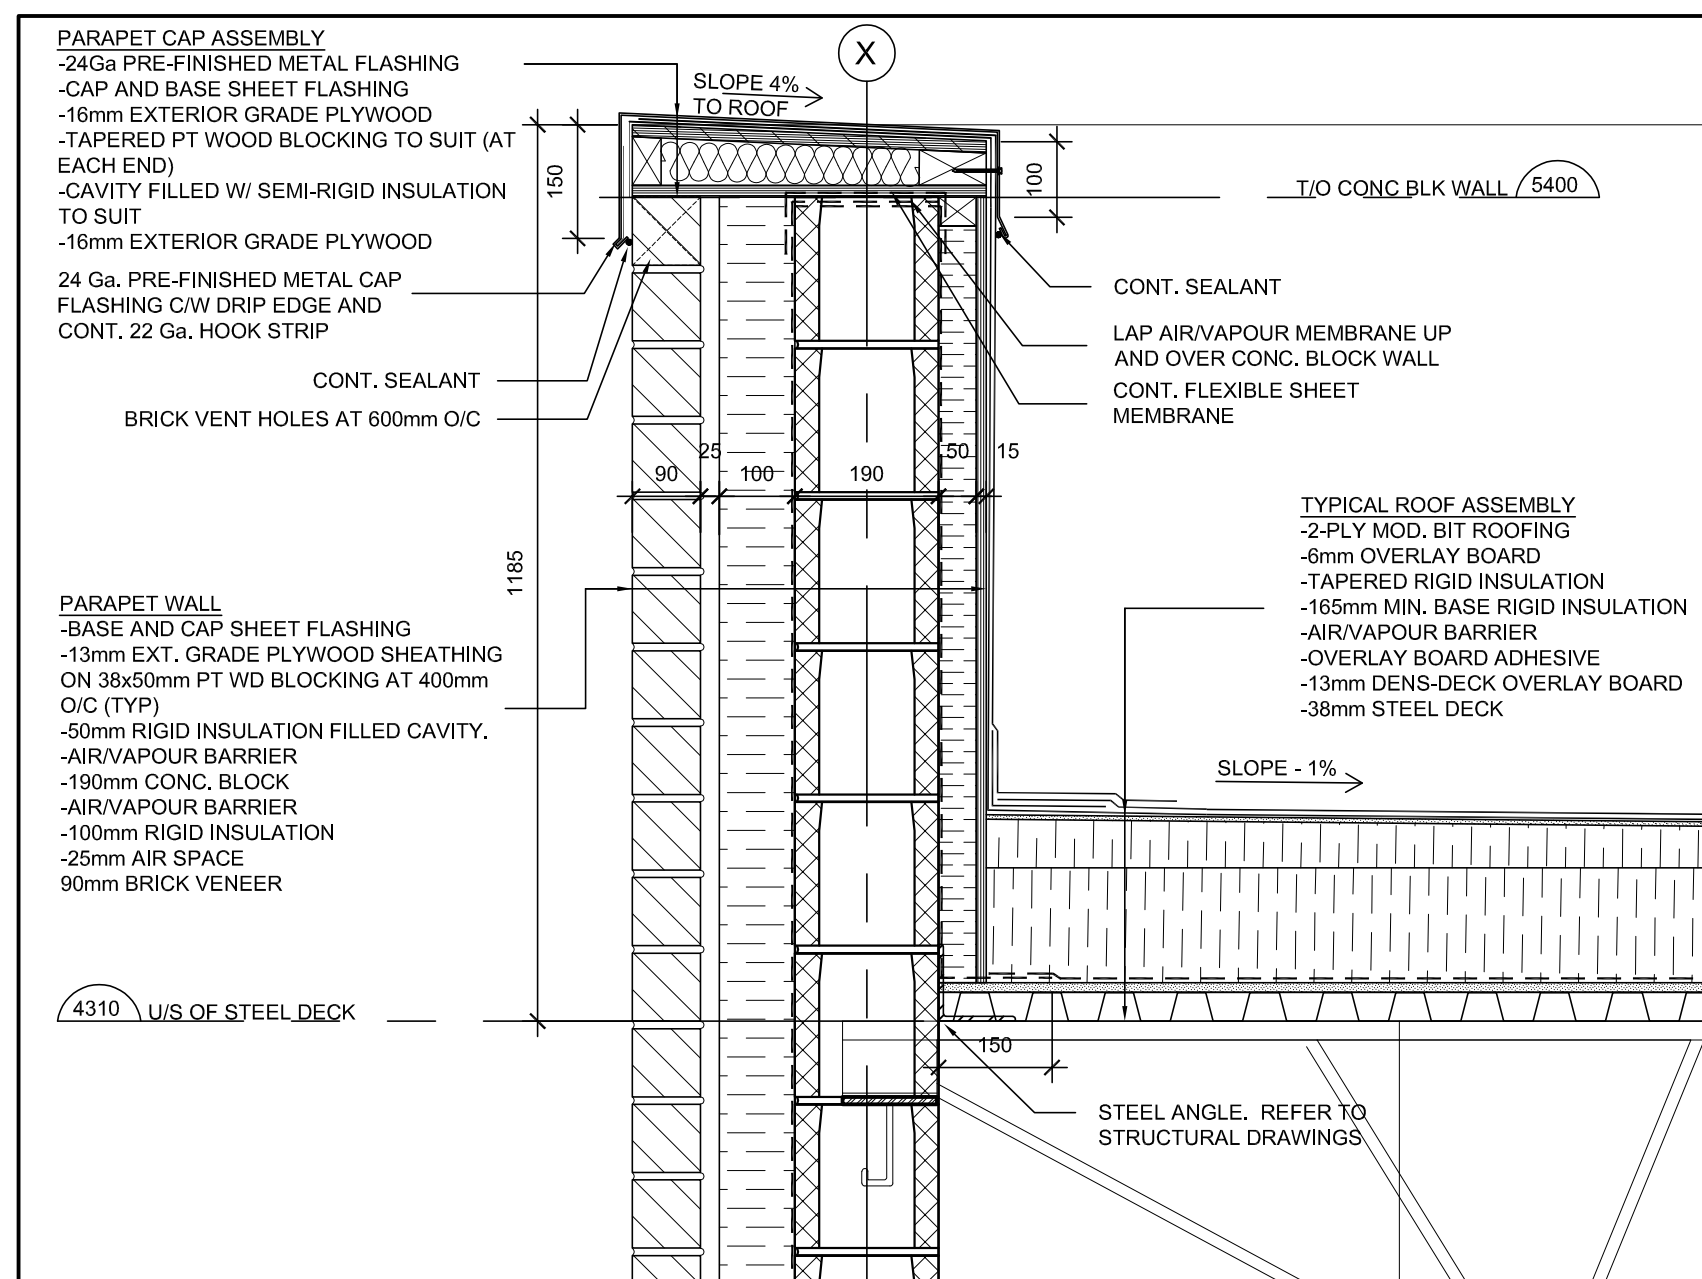 PARAPET CAP ASSEMBLY
-24Ga PRE-FINISHED METAL FLASHING
-CAP AND BASE SHEET FLASHING
-16mm EXTERIOR GRADE PLYWOOD
-TAPERED PT WOOD BLOCKING TO SUIT (AT
EACH END)
-CAVITY FILLED W/ SEMI-RIGID INSULATION
TO SUIT
-16mm EXTERIOR GRADE PLYWOOD
24 Ga. PRE-FINISHED METAL CAP
FLASHING C/W DRIP EDGE AND
CONT. 22 Ga. HOOK STRIP
CONT. SEALANT
BRICK VENT HOLES AT 600mm O/C
X
SLOPE 4%
TO ROOF
150
100
T/O CONC BLK WALL
5400
CONT. SEALANT
LAP AIR/VAPOUR MEMBRANE UP
AND OVER CONC. BLOCK WALL
CONT. FLEXIBLE SHEET
MEMBRANE
90
25
100
190
50
15
1185
TYPICAL ROOF ASSEMBLY
-2-PLY MOD. BIT ROOFING
-6mm OVERLAY BOARD
-TAPERED RIGID INSULATION
-165mm MIN. BASE RIGID INSULATION
-AIR/VAPOUR BARRIER
-OVERLAY BOARD ADHESIVE
-13mm DENS-DECK OVERLAY BOARD
-38mm STEEL DECK
PARAPET WALL
-BASE AND CAP SHEET FLASHING
-13mm EXT. GRADE PLYWOOD SHEATHING
ON 38x50mm PT WD BLOCKING AT 400mm
O/C (TYP)
-50mm RIGID INSULATION FILLED CAVITY.
-AIR/VAPOUR BARRIER
-190mm CONC. BLOCK
-AIR/VAPOUR BARRIER
-100mm RIGID INSULATION
-25mm AIR SPACE
90mm BRICK VENEER
SLOPE - 1%
4310
U/S OF STEEL DECK
150
STEEL ANGLE. REFER TO
STRUCTURAL DRAWINGS